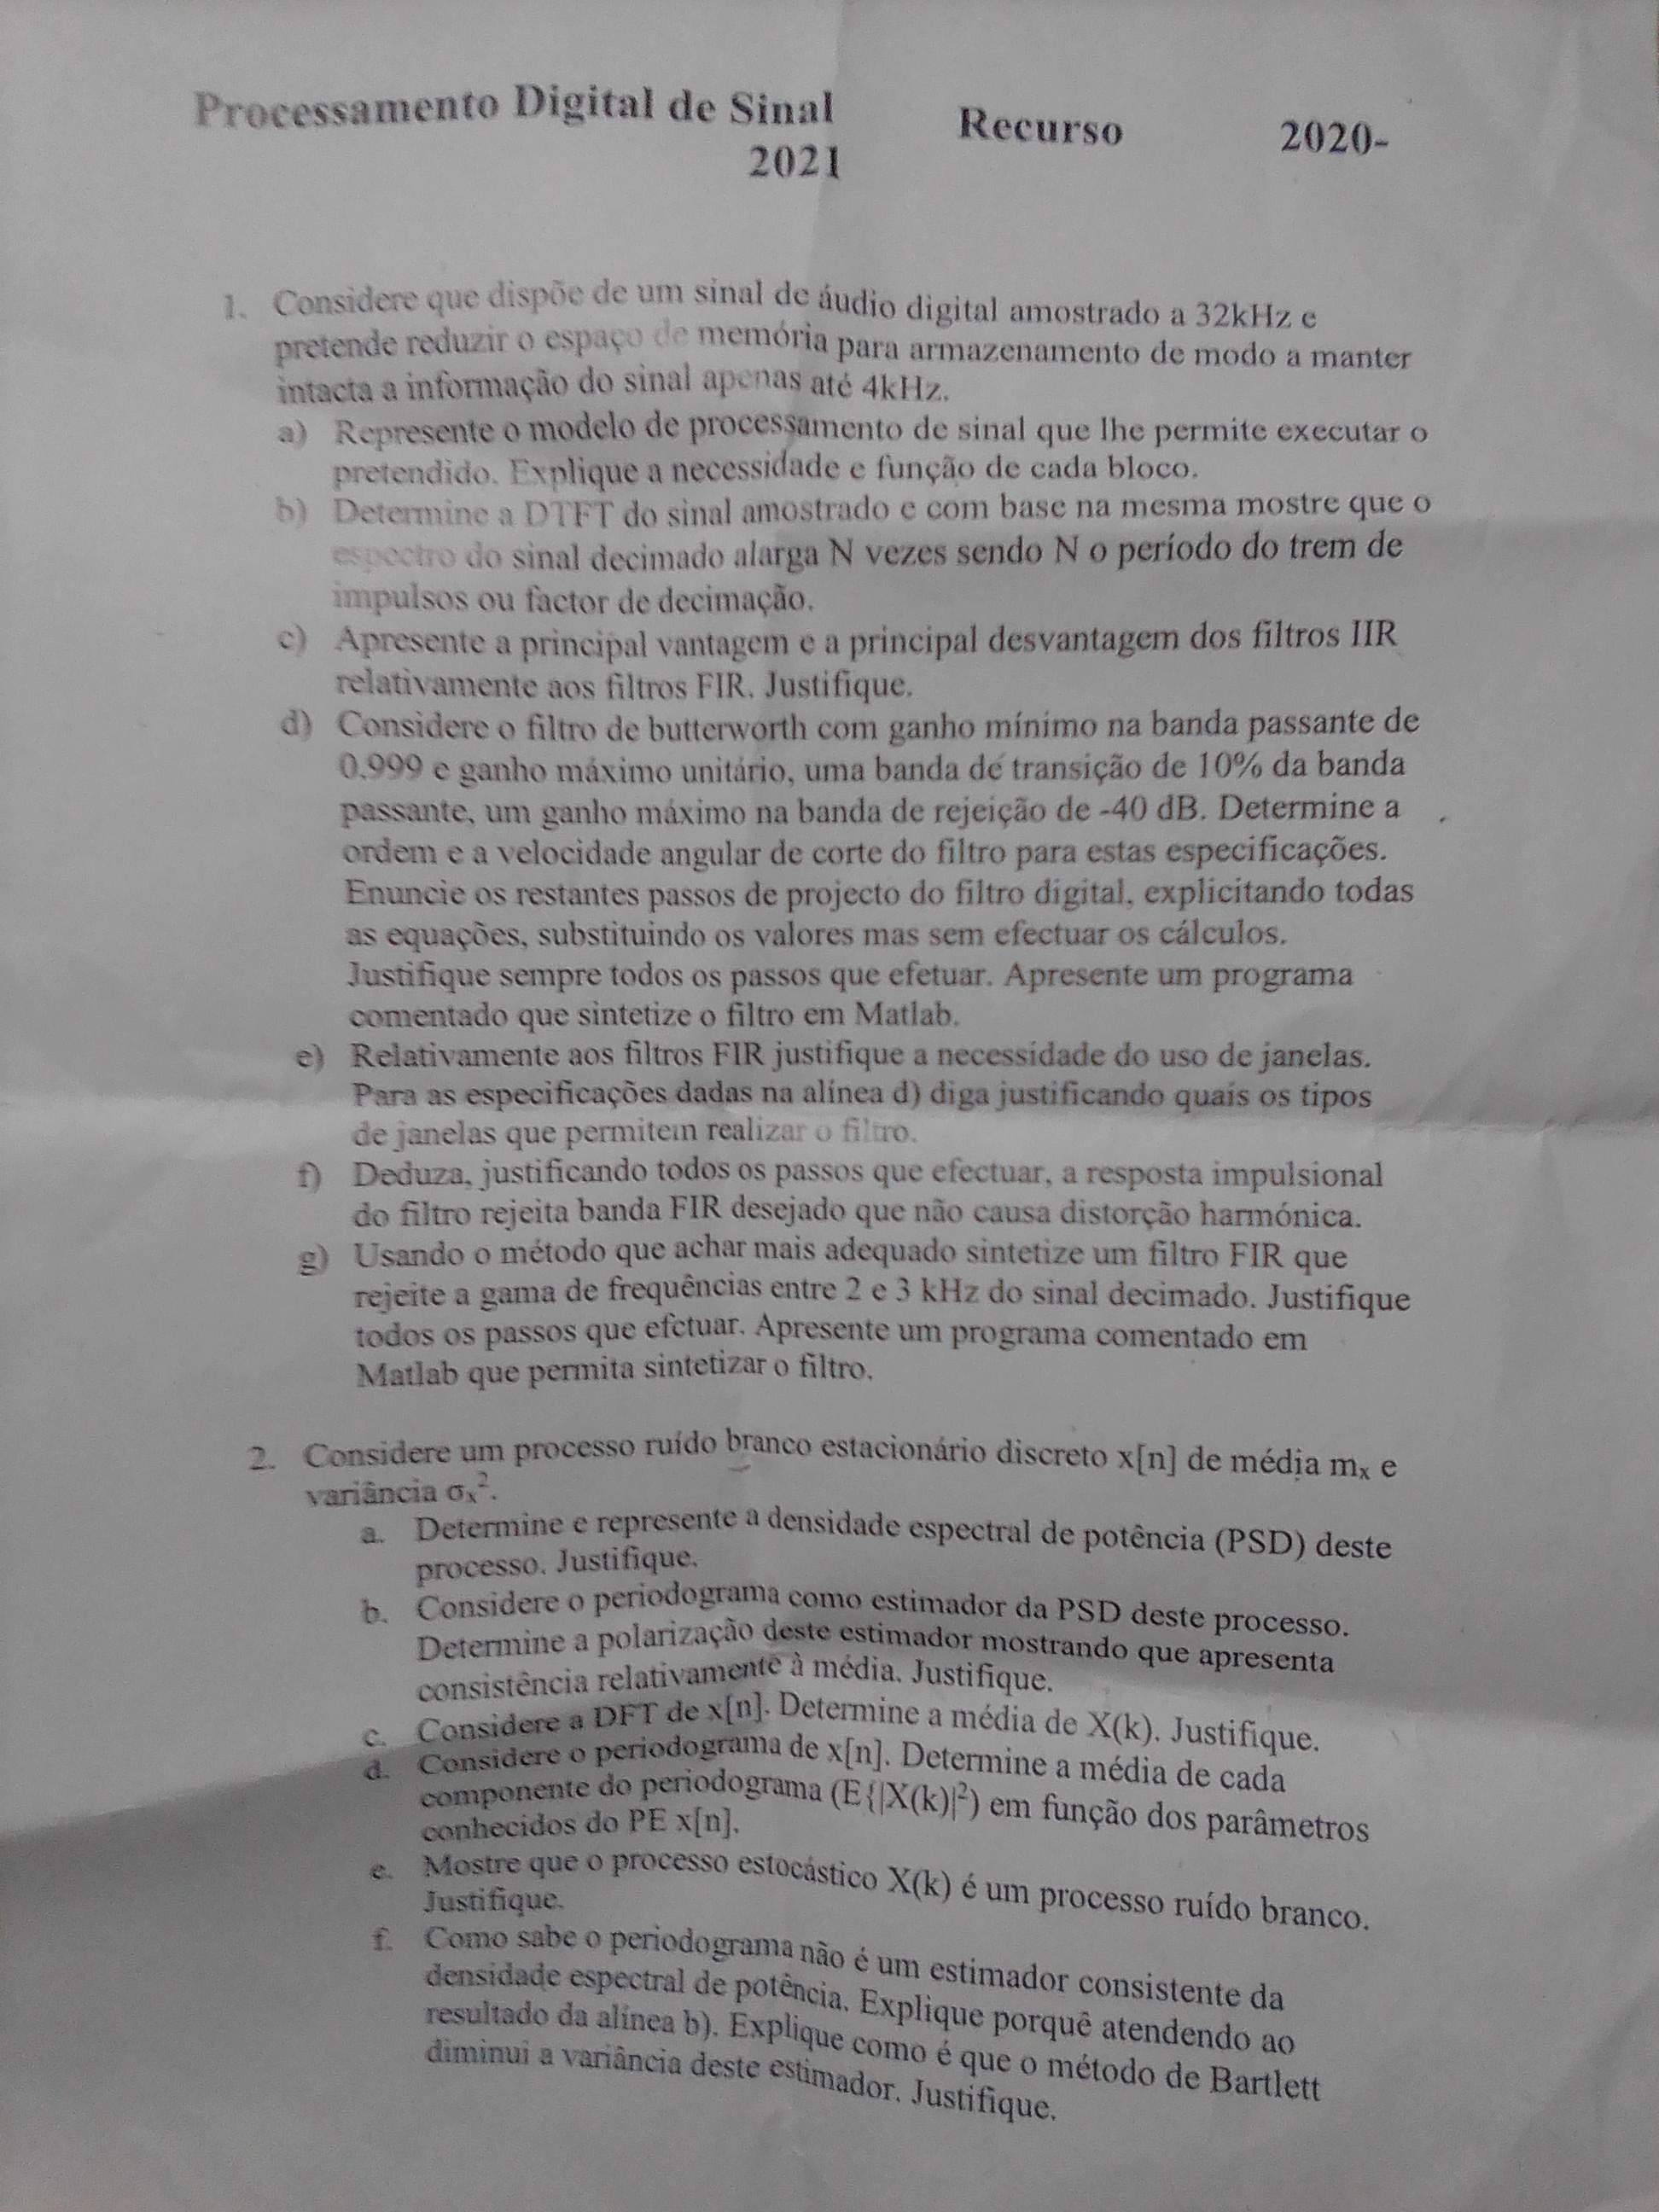 Processamento Digital de Sinal Recurso 2020-
2021
1. Considere que dispõe de um sinal de áudio digital amostrado a 32kHz e
pretende reduzir o espaço de memória para armazenamento de modo a manter
intacta a informação do sinal apenas até 4kHz.
a) Represente o modelo de processamento de sinal que lhe permite executar o
pretendido. Explique a necessidade e função de cada bloco.
b) Determine a DTFT do sinal amostrado e com base na mesma mostre que o
espectro do sinal decimado alarga N vezes sendo N o período do trem de
impulsos ou factor de decimação.
c) Apresente a principal vantagem e a principal desvantagem dos filtros IIR
relativamente aos filtros FIR. Justifique.
d) Considere o filtro de butterworth com ganho mínimo na banda passante de
0.999 e ganho máximo unitário, uma banda de transição de 10% da banda
passante, um ganho máximo na banda de rejeição de -40 dB. Determine a
ordem e a velocidade angular de corte do filtro para estas especificações.
Enuncie os restantes passos de projecto do filtro digital, explicitando todas
as equações, substituindo os valores mas sem efectuar os cálculos.
Justifique sempre todos os passos que efetuar. Apresente um programa
comentado que sintetize o filtro em Matlab.
e) Relativamente aos filtros FIR justifique a necessidade do uso de janelas.
Para as especificações dadas na alínea d) diga justificando quais os tipos
de janelas que permitem realizar o filtro.
f) Deduza, justificando todos os passos que efectuar, a resposta impulsional
do filtro rejeita banda FIR desejado que não causa distorção harmónica.
g) Usando o método que achar mais adequado sintetize um filtro FIR que
rejeite a gama de frequências entre 2 e 3 kHz do sinal decimado. Justifique
todos os passos que efctuar. Apresente um programa comentado em
Matlab que permita sintetizar o filtro.
2. Considere um processo ruído branco estacionário discreto x[n] de média mₓ e
variância σₓ².
a. Determine e represente a densidade espectral de potência (PSD) deste
processo. Justifique.
b. Considere o periodograma como estimador da PSD deste processo.
Determine a polarização deste estimador mostrando que apresenta
consistência relativamente à média. Justifique.
c. Considere a DFT de x[n]. Determine a média de X(k). Justifique.
d. Considere o periodograma de x[n]. Determine a média de cada
componente do periodograma (E{|X(k)|²) em função dos parâmetros
conhecidos do PE x[n].
e. Mostre que o processo estocástico X(k) é um processo ruído branco.
Justifique.
f. Como sabe o periodograma não é um estimador consistente da
densidade espectral de potência. Explique porquê atendendo ao
resultado da alínea b). Explique como é que o método de Bartlett
diminui a variância deste estimador. Justifique.